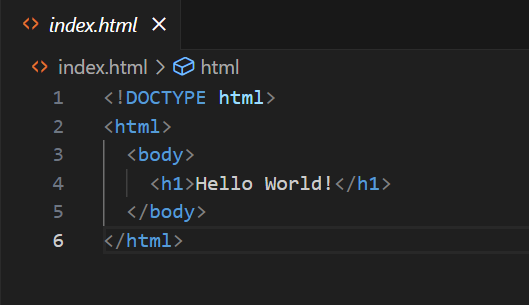 index.html
index.html > html
1 <!DOCTYPE html>
2 <html>
3 <body>
4 <h1>Hello World!</h1>
5 </body>
6 </html>